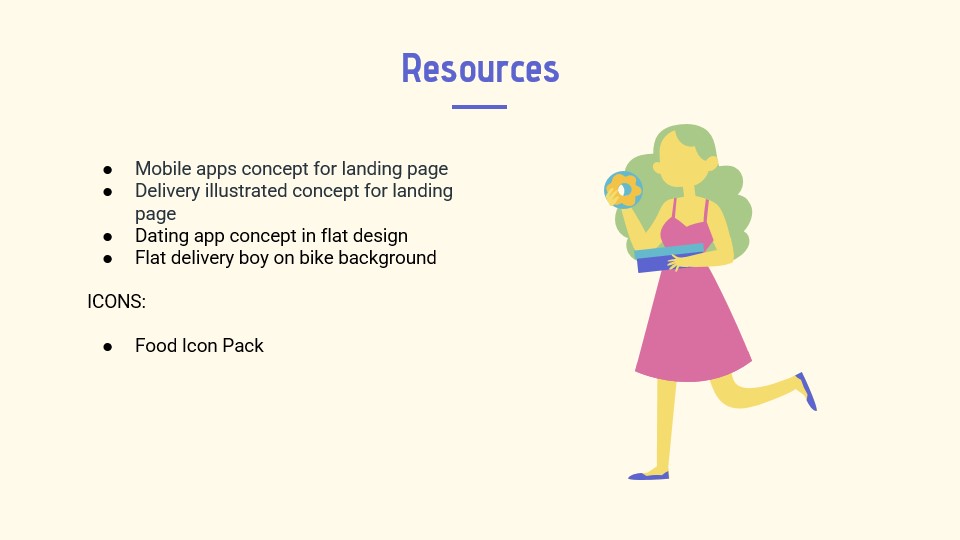 Resources
● Mobile apps concept for landing page
● Delivery illustrated concept for landing
page
● Dating app concept in flat design
● Flat delivery boy on bike background
ICONS:
● Food Icon Pack